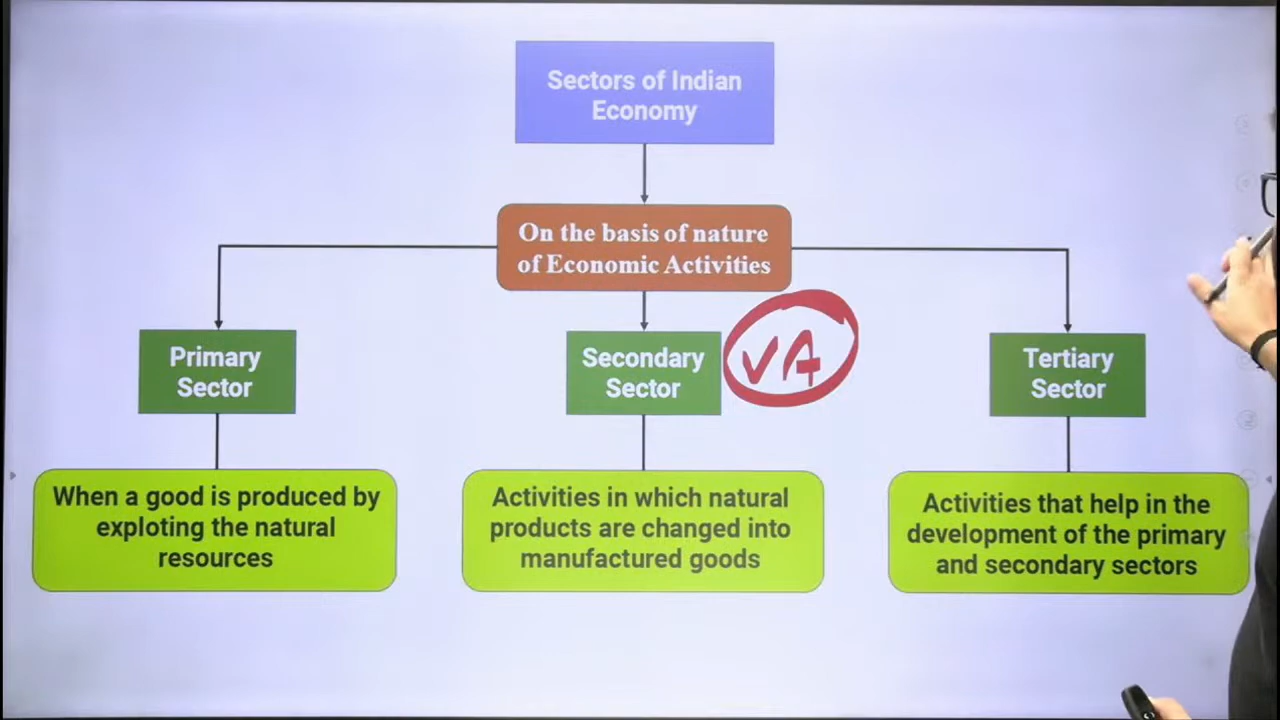 Sectors of Indian
Economy
On the basis of nature
of Economic Activities
Primary
Sector
Secondary
Sector
VA
Tertiary
Sector
When a good is produced by
exploting the natural
resources
Activities in which natural
products are changed into
manufactured goods
Activities that help in the
development of the primary
and secondary sectors